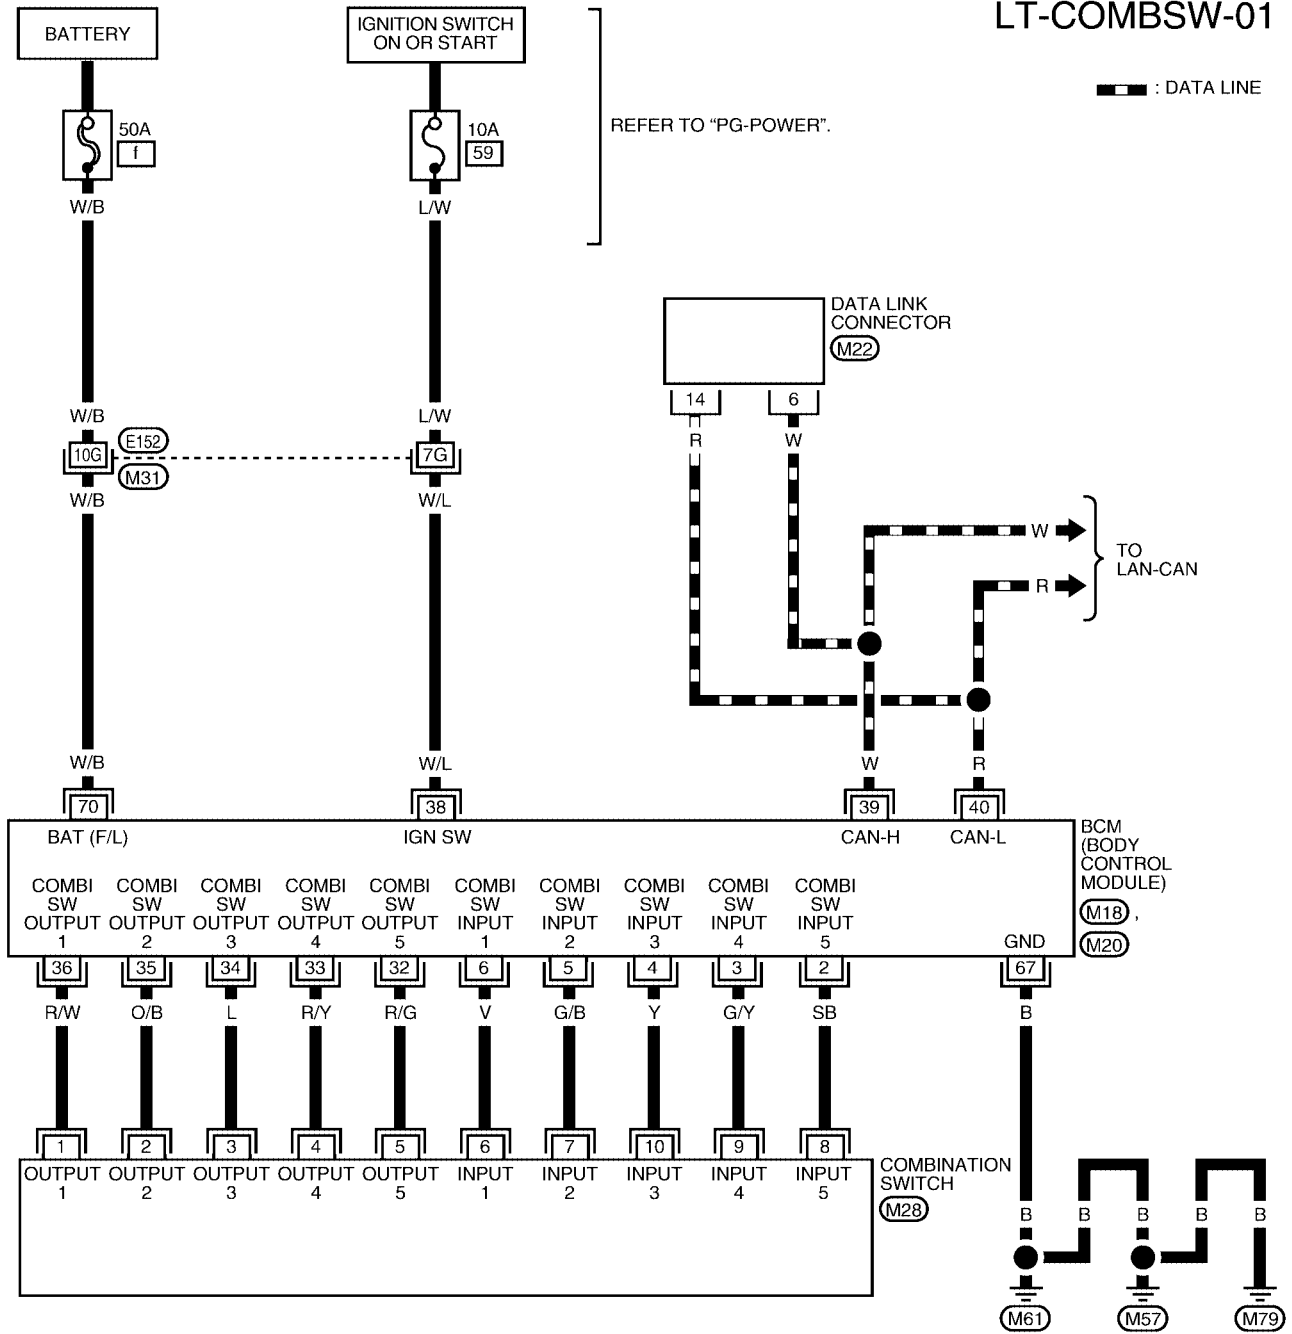 LT-COMBSW-01
BATTERY
IGNITION SWITCH
ON OR START
: DATA LINE
50A
f
10A
59
REFER TO “PG-POWER”.
W/B
L/W
DATA LINK
CONNECTOR
M22
14
6
R
W
W/B
L/W
10G
E152
M31
7G
W/B
W/L
W
R
TO
LAN-CAN
W/B
W/L
W
R
70
38
39
40
BAT (F/L)
IGN SW
CAN-H
CAN-L
BCM
(BODY
CONTROL
MODULE)
M18 ,
M20
COMBI COMBI COMBI COMBI COMBI COMBI COMBI COMBI COMBI COMBI
SW SW SW SW SW SW SW SW SW SW
OUTPUT OUTPUT OUTPUT OUTPUT OUTPUT INPUT INPUT INPUT INPUT INPUT
1 2 3 4 5 1 2 3 4 5
GND
36 35 34 33 32 6 5 4 3 2 67
R/W O/B L R/Y R/G V G/B Y G/Y SB B
1 2 3 4 5 6 7 10 9 8
OUTPUT OUTPUT OUTPUT OUTPUT OUTPUT INPUT INPUT INPUT INPUT INPUT
1 2 3 4 5 1 2 3 4 5
COMBINATION
SWITCH
M28
B B B B B
M61 M57 M79